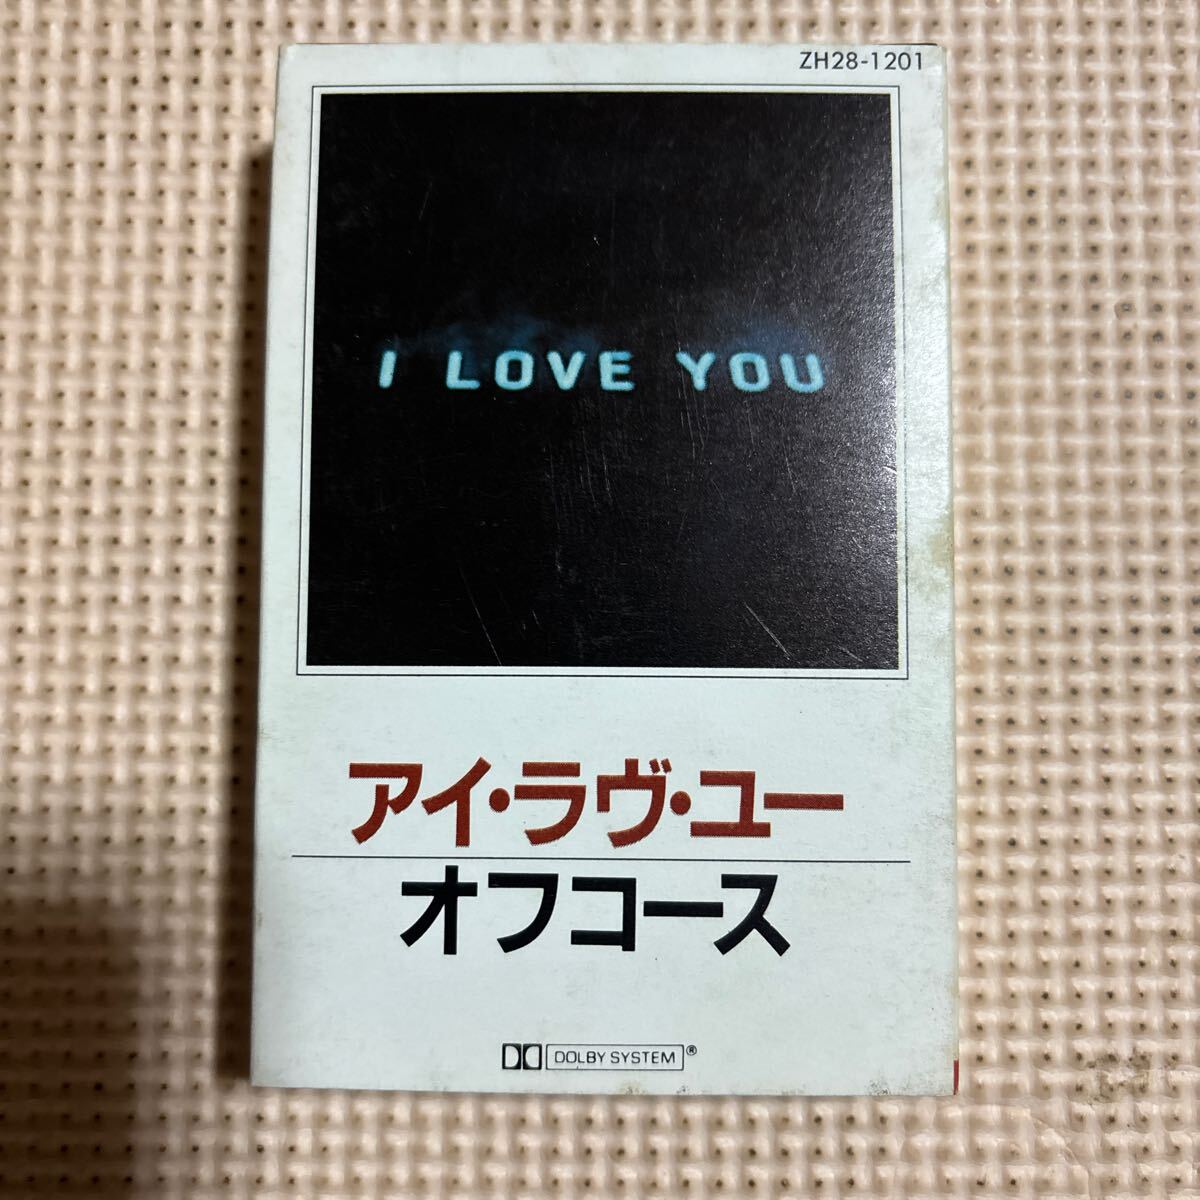 ZH28-1201
I LOVE YOU
アイ・ラヴ・ユー
オフコース
DOLBY SYSTEM®